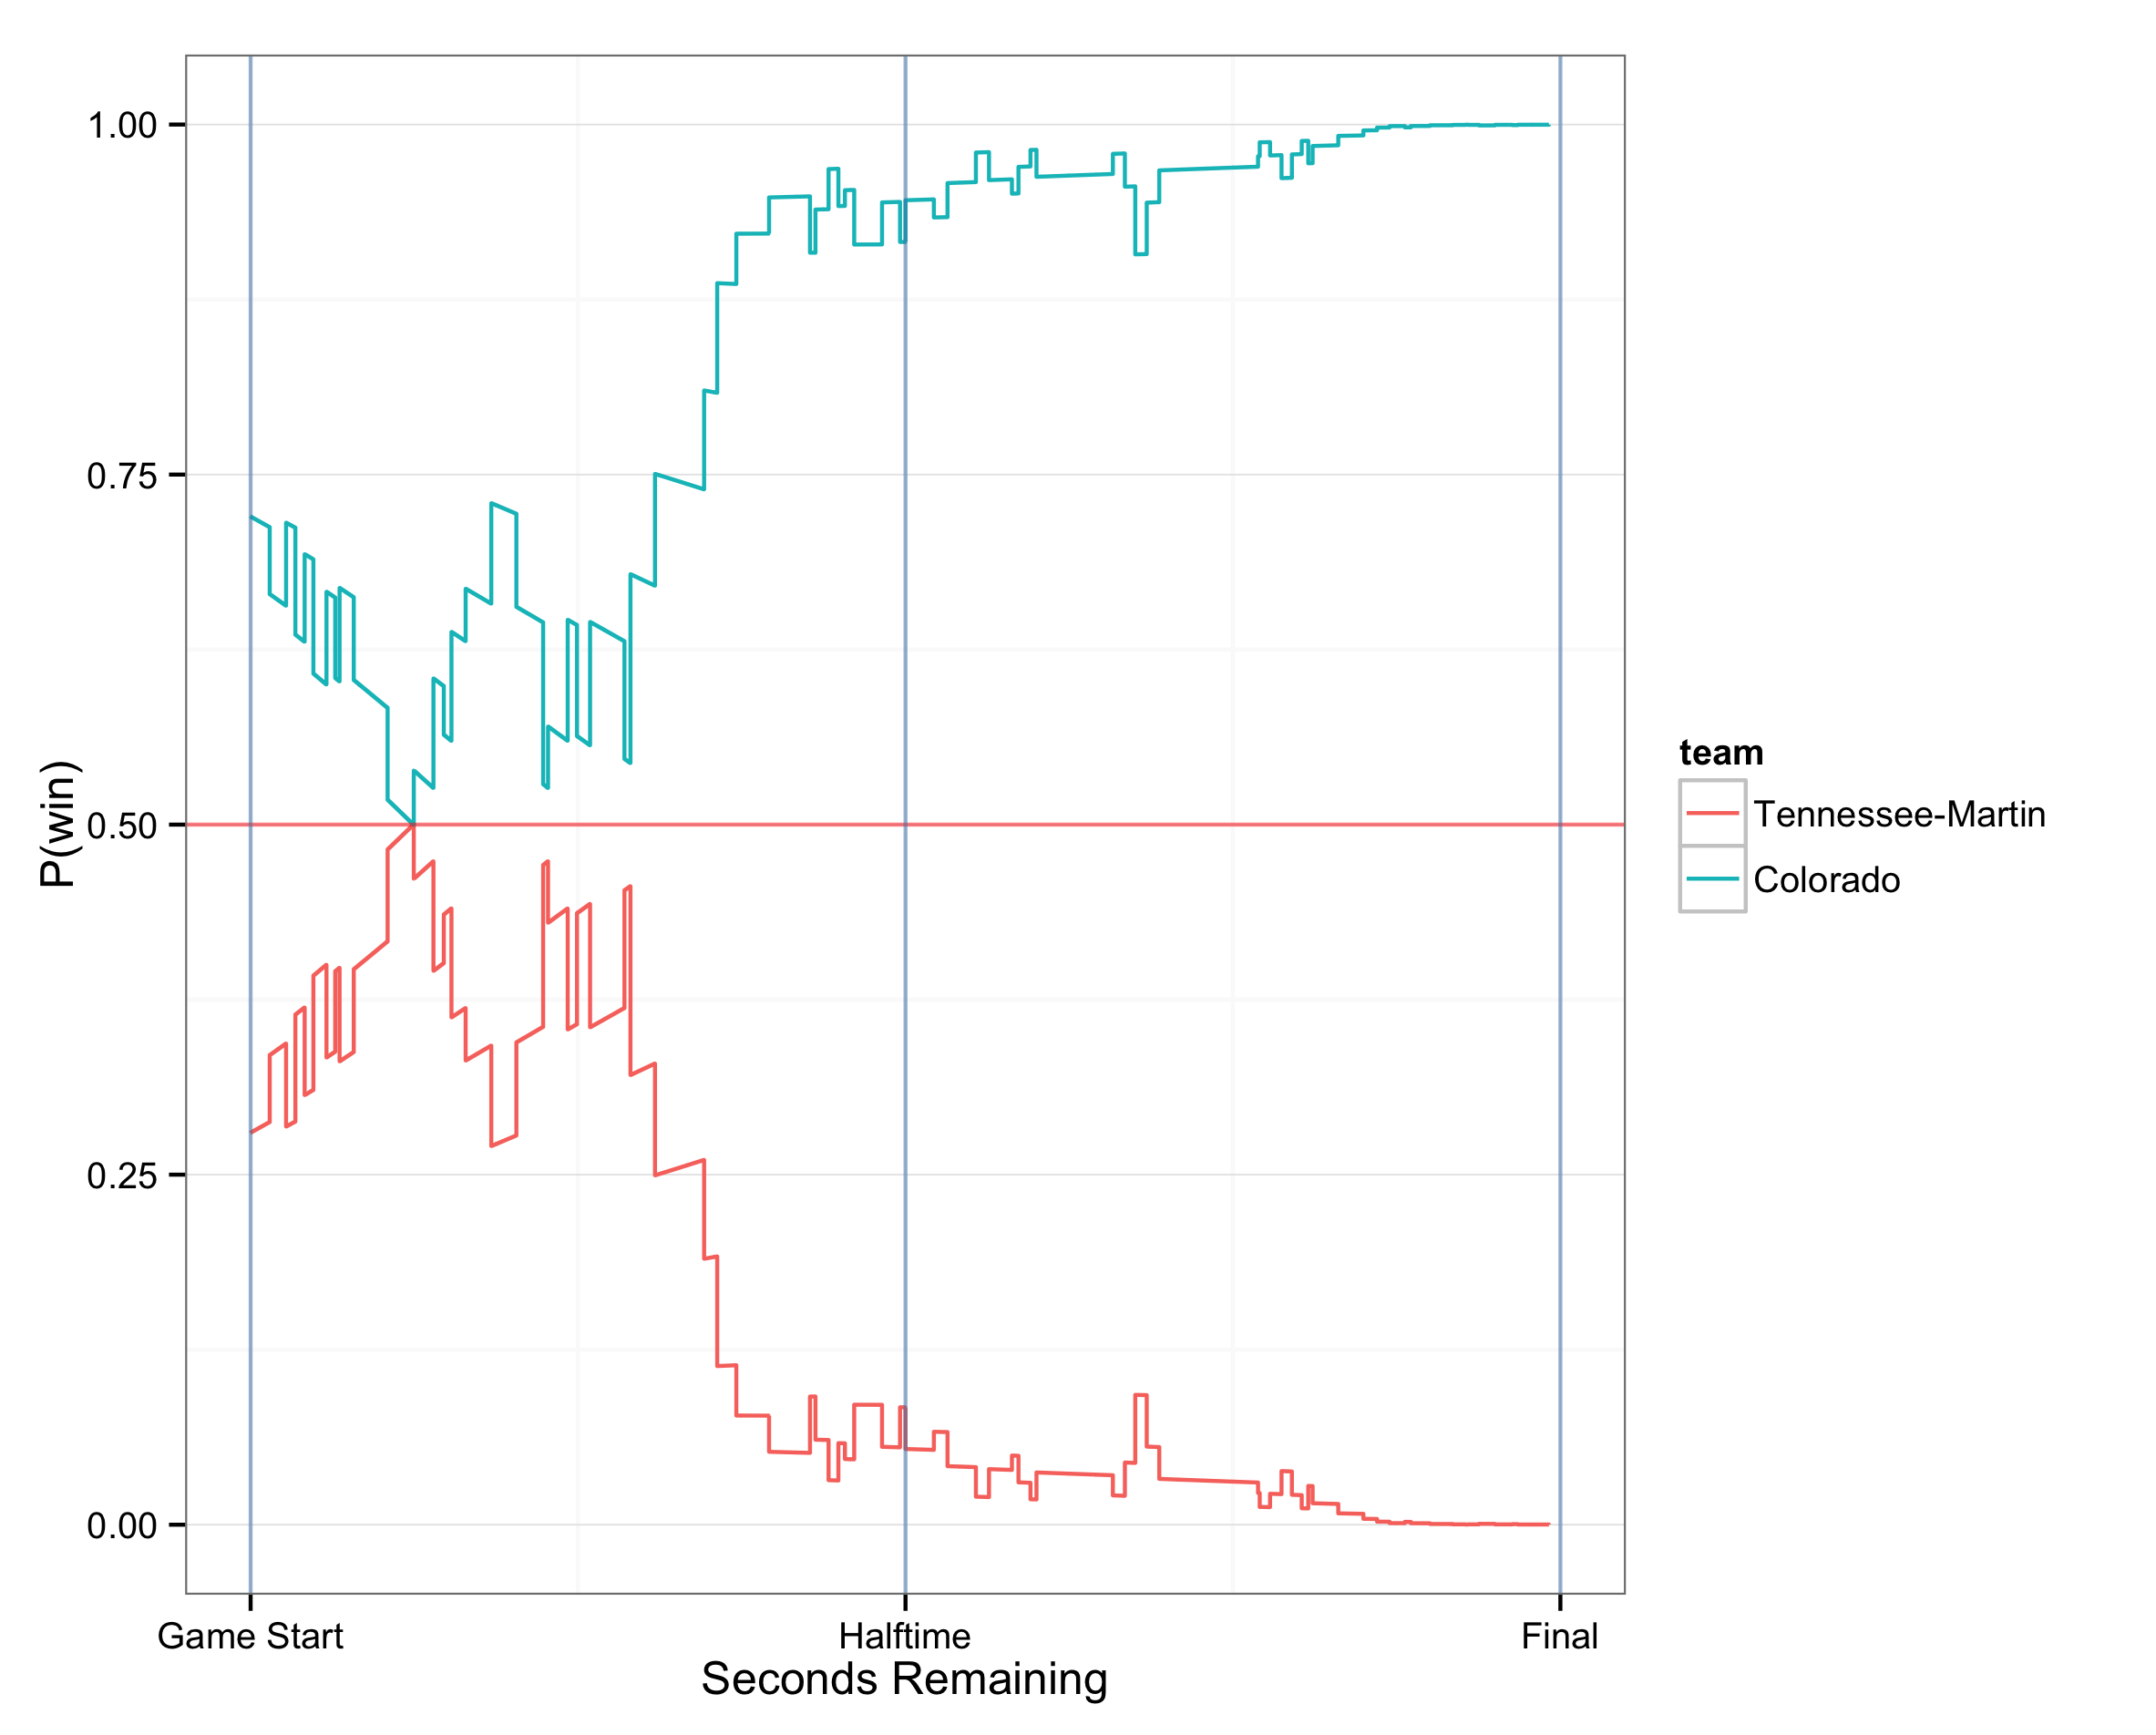 1.00
0.75
0.50
0.25
0.00
P(win)
Game Start
Halftime
Final
Seconds Remaining
team
Tennessee-Martin
Colorado